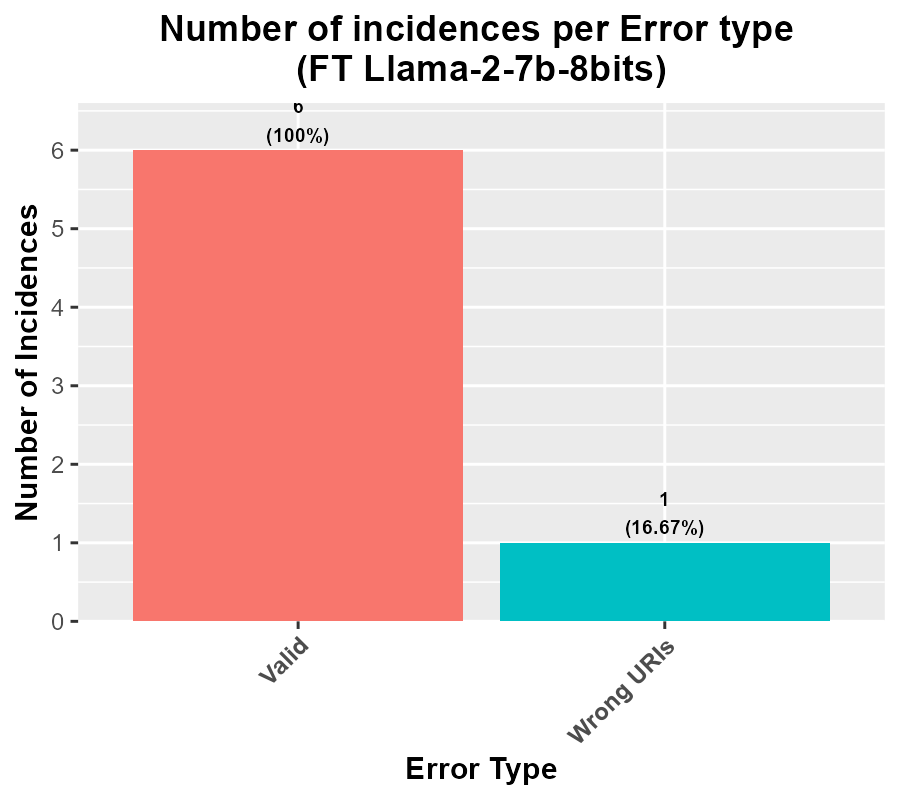 Number of incidences per Error type
(FT Llama-2-7b-8bits)
6
(100%)
1
(16.67%)
6
5
4
3
2
1
0
Number of Incidences
Valid
Wrong URIs
Error Type